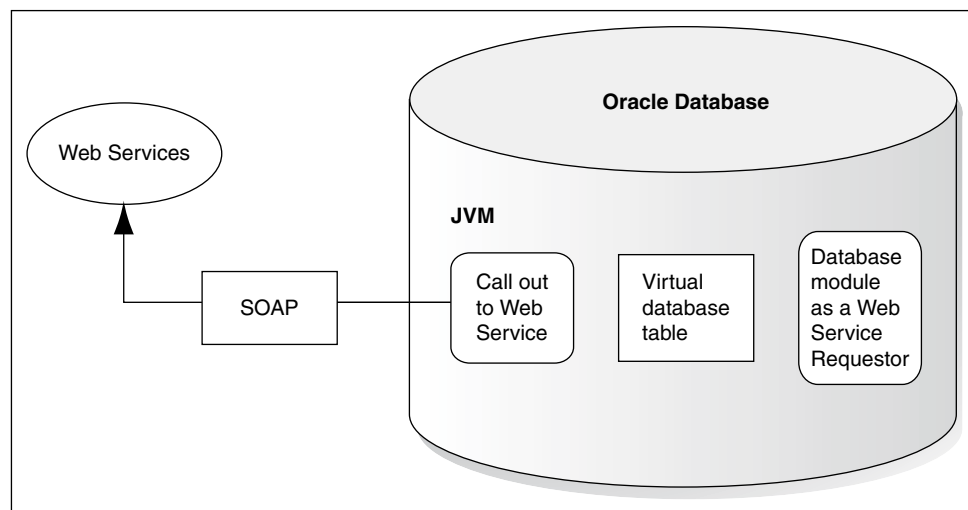 Oracle Database
Web Services
JVM
SOAP
Call out
to Web
Service
Virtual
database
table
Database
module
as a Web
Service
Requestor